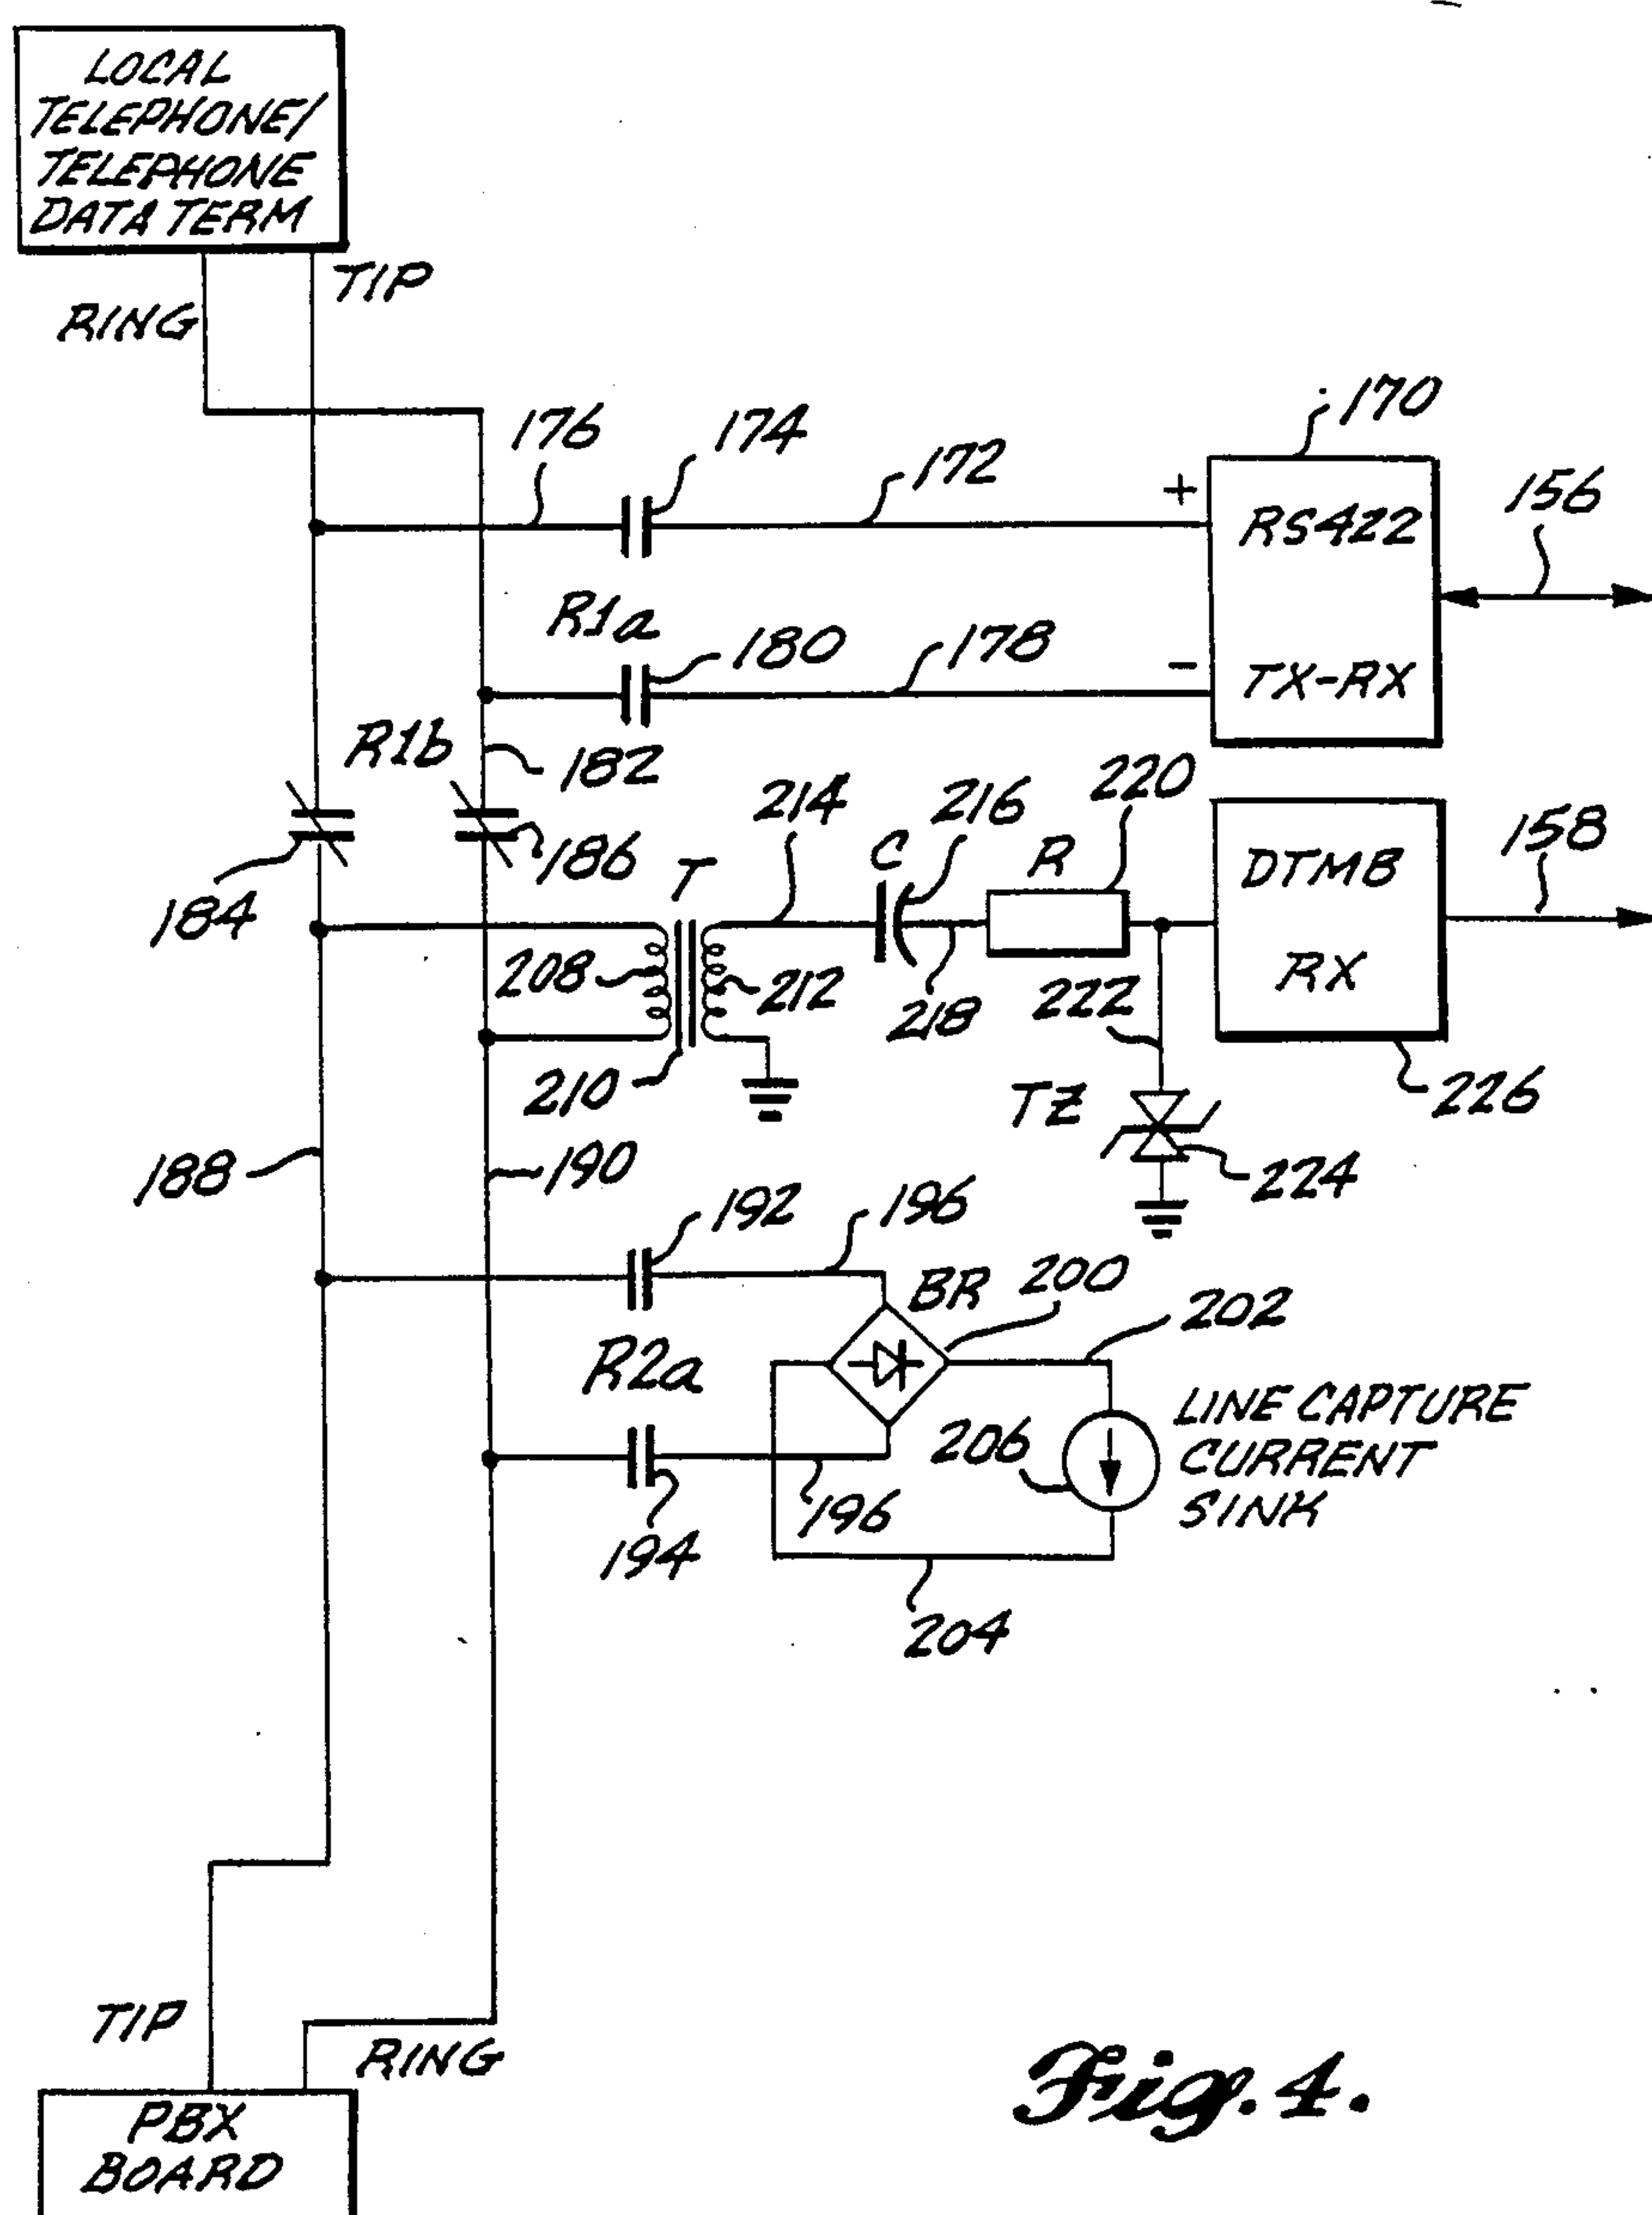 LOCAL
TELEPHONE/
TELEPHONE
DATA TERM
TIP
RING
170
176
174
172
+
156
RS422
R1a
180
178
−
TX-RX
R1b
182
220
214
C
216
158
186
T
R
DTMB
184
208
212
218
222
RX
210
TZ
226
188
190
224
192
196
BR
200
202
R2a
LINE CAPTURE
206
CURRENT
196
SINK
194
204
TIP
RING
PBX
BOARD
Fig. 4.